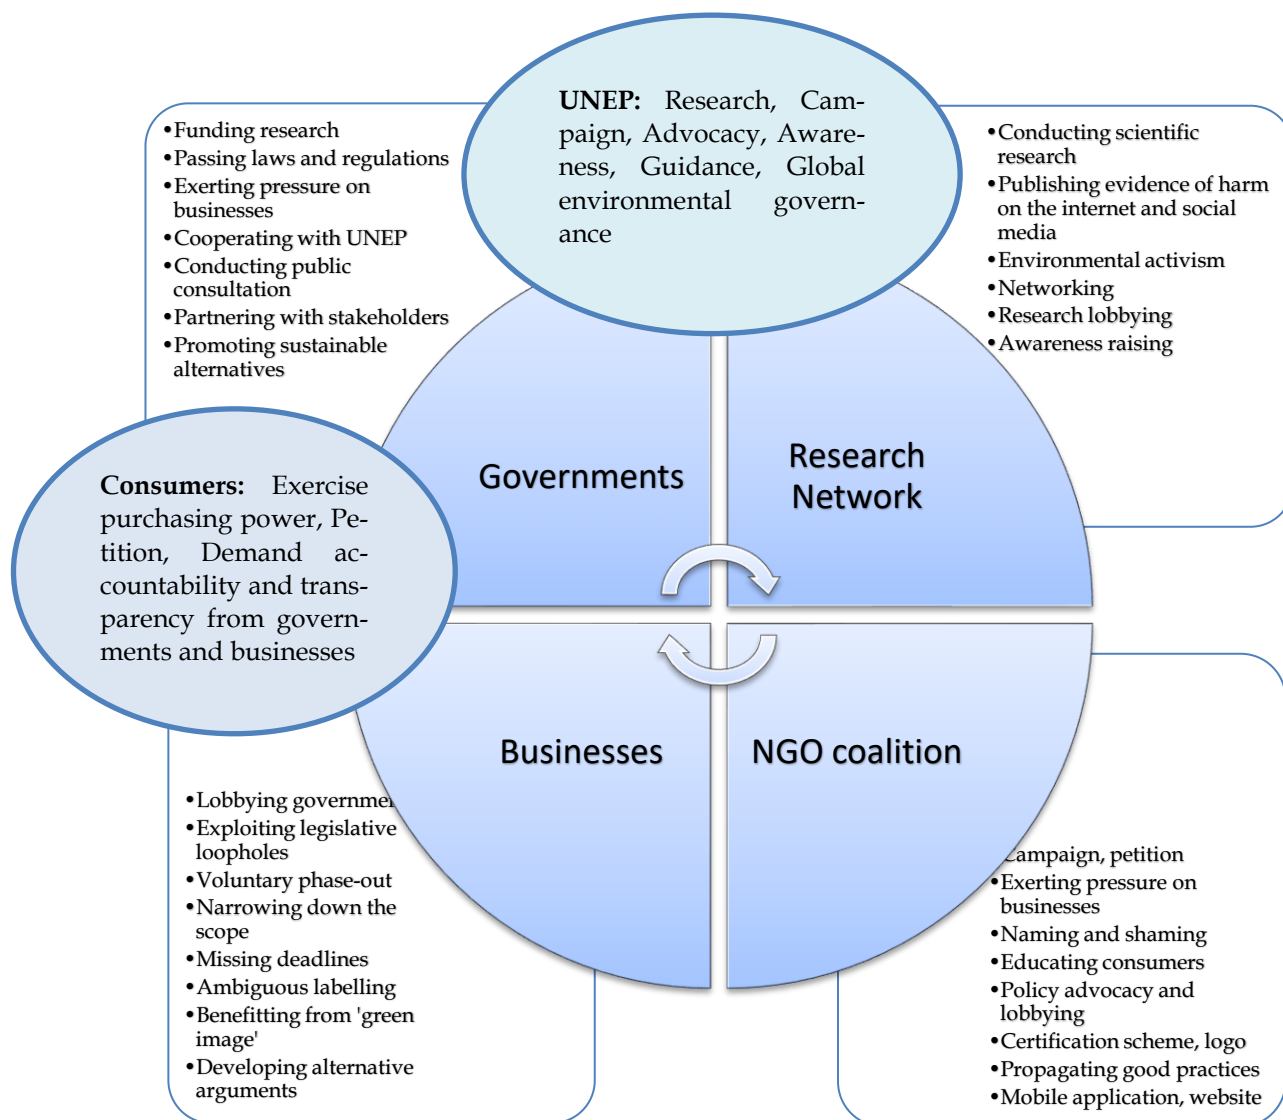 UNEP: Research, Cam-
paign, Advocacy, Aware-
ness, Guidance, Global
environmental govern-
ance
•Funding research
•Passing laws and regulations
•Exerting pressure on
businesses
•Cooperating with UNEP
•Conducting public
consultation
•Partnering with stakeholders
•Promoting sustainable
alternatives
•Conducting scientific
research
•Publishing evidence of harm
on the internet and social
media
•Environmental activism
•Networking
•Research lobbying
•Awareness raising
Governments
Research
Network
Consumers: Exercise
purchasing power, Pe-
tition, Demand ac-
countability and trans-
parency from govern-
ments and businesses
Businesses
NGO coalition
•Lobbying governmen
•Exploiting legislative
loopholes
•Voluntary phase-out
•Narrowing down the
scope
•Missing deadlines
•Ambiguous labelling
•Benefitting from 'green
image'
•Developing alternative
arguments
Campaign, petition
•Exerting pressure on
businesses
•Naming and shaming
•Educating consumers
•Policy advocacy and
lobbying
•Certification scheme, logo
•Propagating good practices
•Mobile application, website